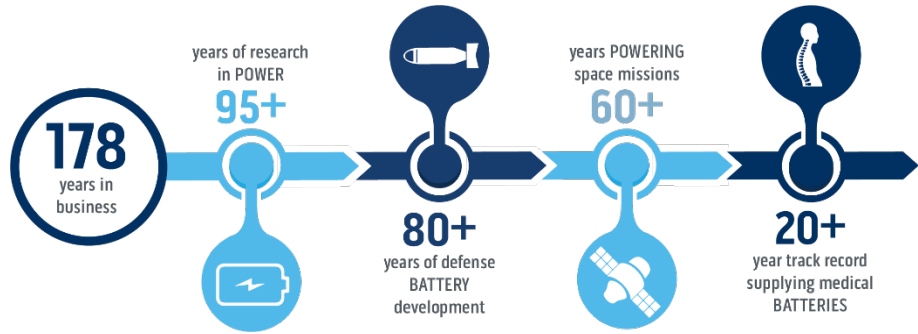 178
years in
business
years of research
in POWER
95+
80+
years of defense
BATTERY
development
years POWERING
space missions
60+
20+
year track record
supplying medical
BATTERIES